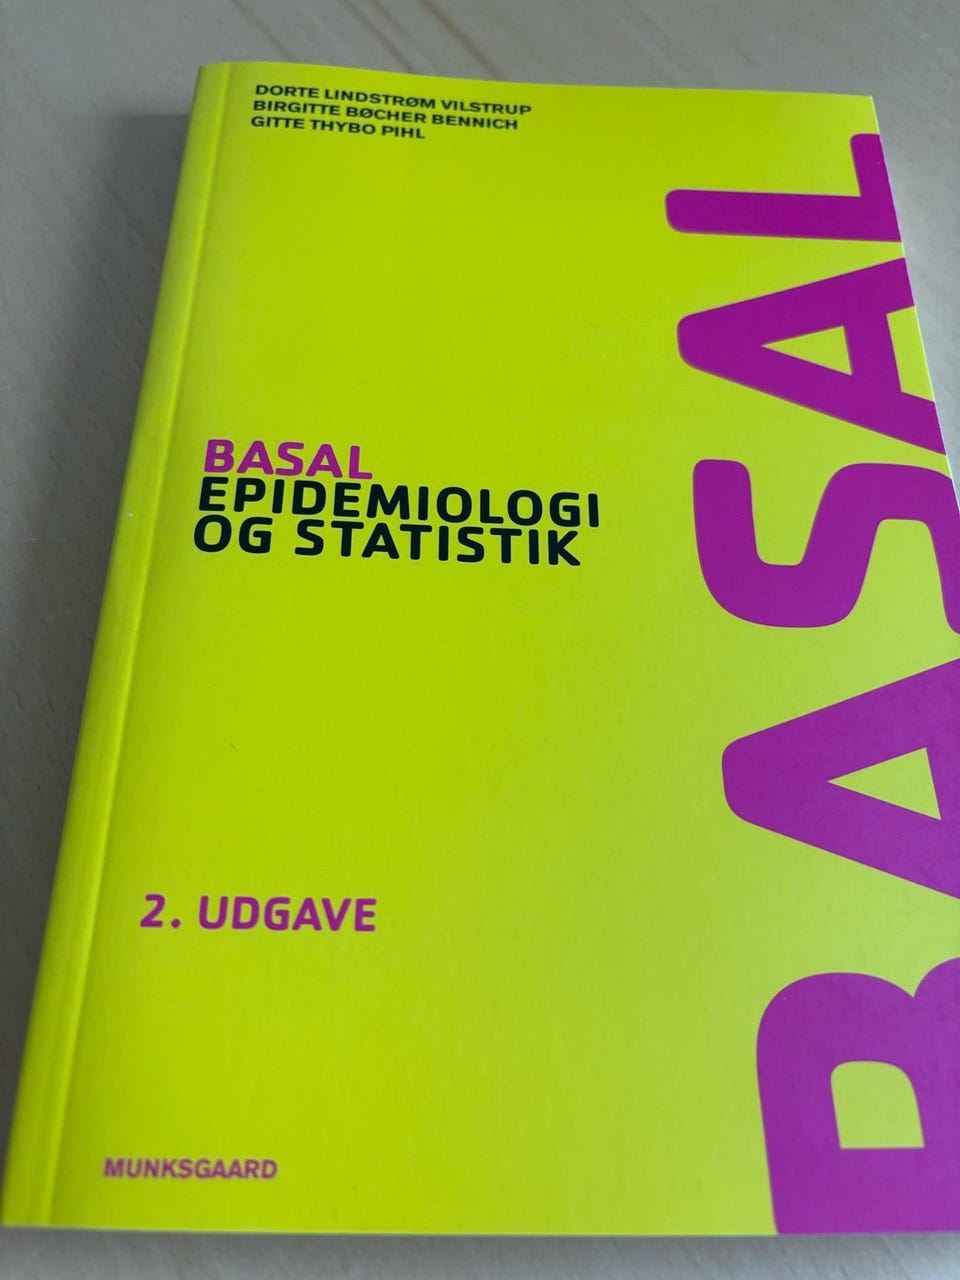 DORTE LINDSTRØM VILSTRUP
BIRGITTE BØCHER BENNICH
GITTE THYBO PIHL
BASAL
BASAL
EPIDEMIOLOGI
OG STATISTIK
2. UDGAVE
MUNKSGAARD